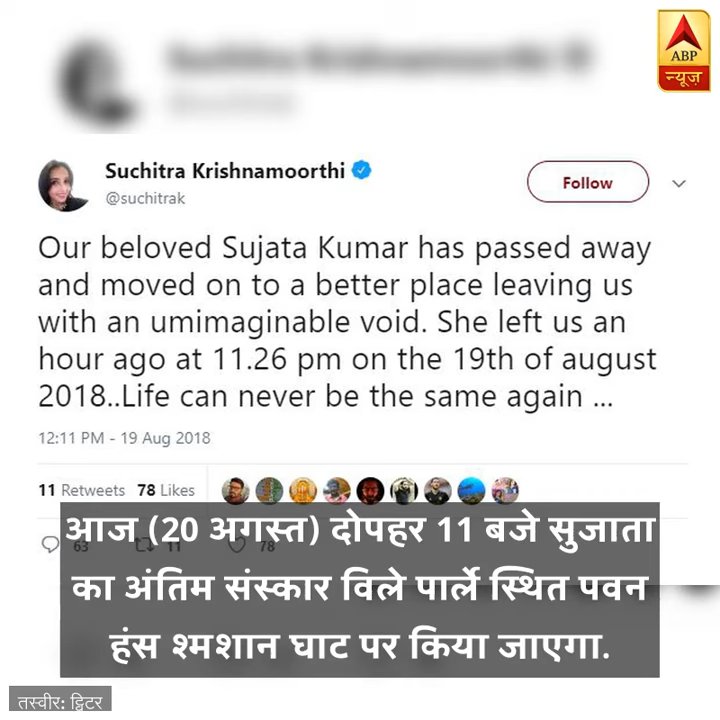 ABP
न्यूज़
Suchitra Krishnamoorthi
@suchitrak
Follow
Our beloved Sujata Kumar has passed away
and moved on to a better place leaving us
with an umimaginable void. She left us an
hour ago at 11.26 pm on the 19th of august
2018..Life can never be the same again ...
12:11 PM - 19 Aug 2018
11 Retweets 78 Likes
63 11 78
आज (20 अगस्त) दोपहर 11 बजे सुजाता
का अंतिम संस्कार विले पार्ले स्थित पवन
हंस श्मशान घाट पर किया जाएगा.
तस्वीर: ट्विटर